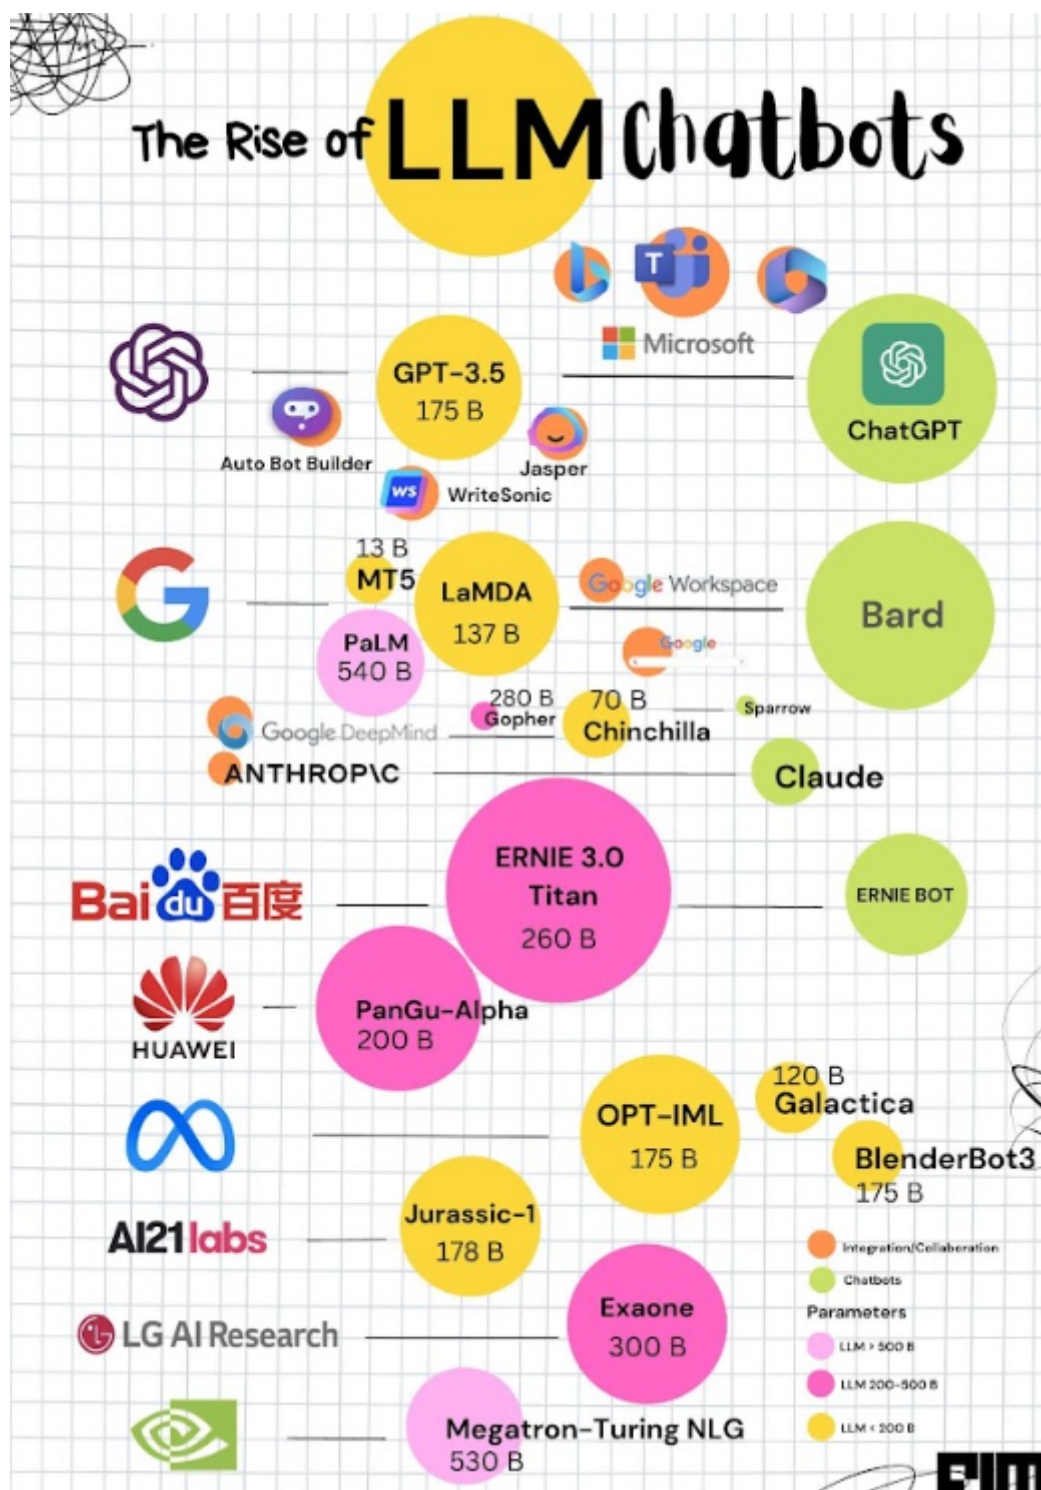 The Rise of LLM Chatbots
T
Microsoft
GPT-3.5
175 B
ChatGPT
Auto Bot Builder
Jasper
WS
WriteSonic
13 B
MT5
LaMDA
137 B
Google Workspace
Bard
PaLM
540 B
Google
280 B
Gopher
70 B
Chinchilla
Sparrow
Google DeepMind
ANTHROP\C
Claude
ERNIE 3.0
Titan
260 B
Baidu百度
ERNIE BOT
PanGu-Alpha
200 B
HUAWEI
120 B
Galactica
OPT-IML
175 B
BlenderBot3
175 B
Jurassic-1
178 B
AI21labs
Integration/Collaberation
Chatbots
Parameters
Exaone
300 B
LG AI Research
LLM > 500 B
LLM 200-500 B
LLM < 200 B
Megatron-Turing NLG
530 B